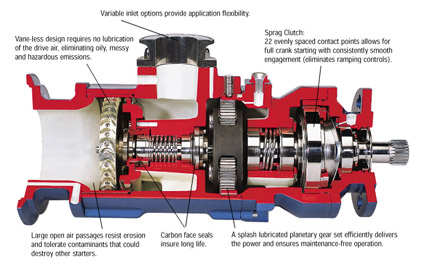 Variable inlet options provide application flexibility.
Vane-less design requires no lubrication
of the drive air, eliminating oily, messy
and hazardous emissions.
Sprag Clutch:
22 evenly spaced contact points allows for
full crank starting with consistently smooth
engagement (eliminates ramping controls).
Large open air passages resist erosion
and tolerate contaminants that could
destroy other starters.
Carbon face seals
insure long life.
A splash lubricated planetary gear set efficiently delivers
the power and ensures maintenance-free operation.